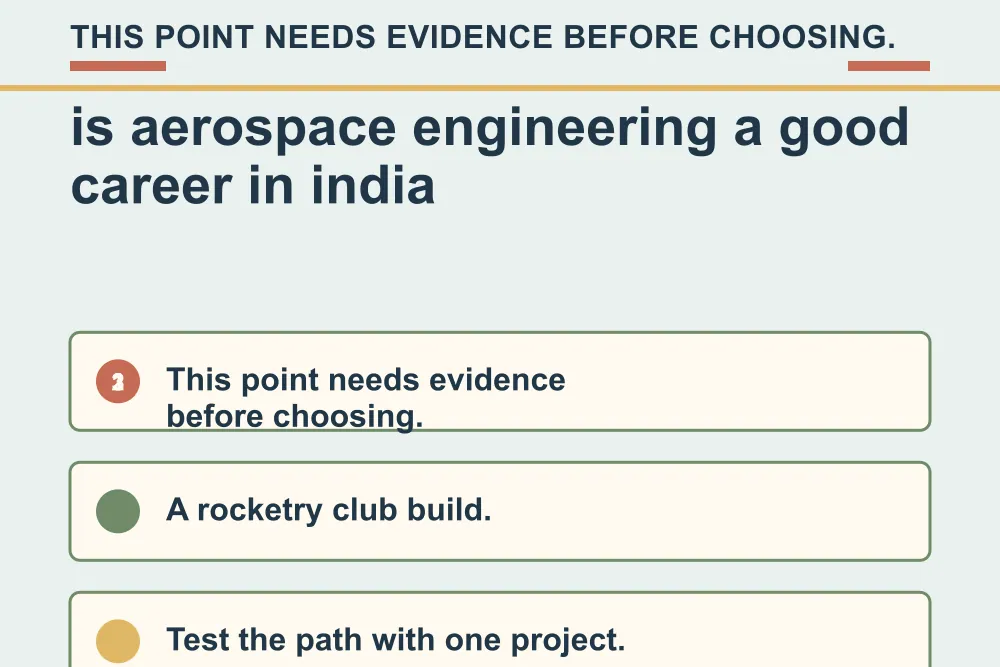 THIS POINT NEEDS EVIDENCE BEFORE CHOOSING.
is aerospace engineering a good
career in india
This point needs evidence
before choosing.
A rocketry club build.
Test the path with one project.